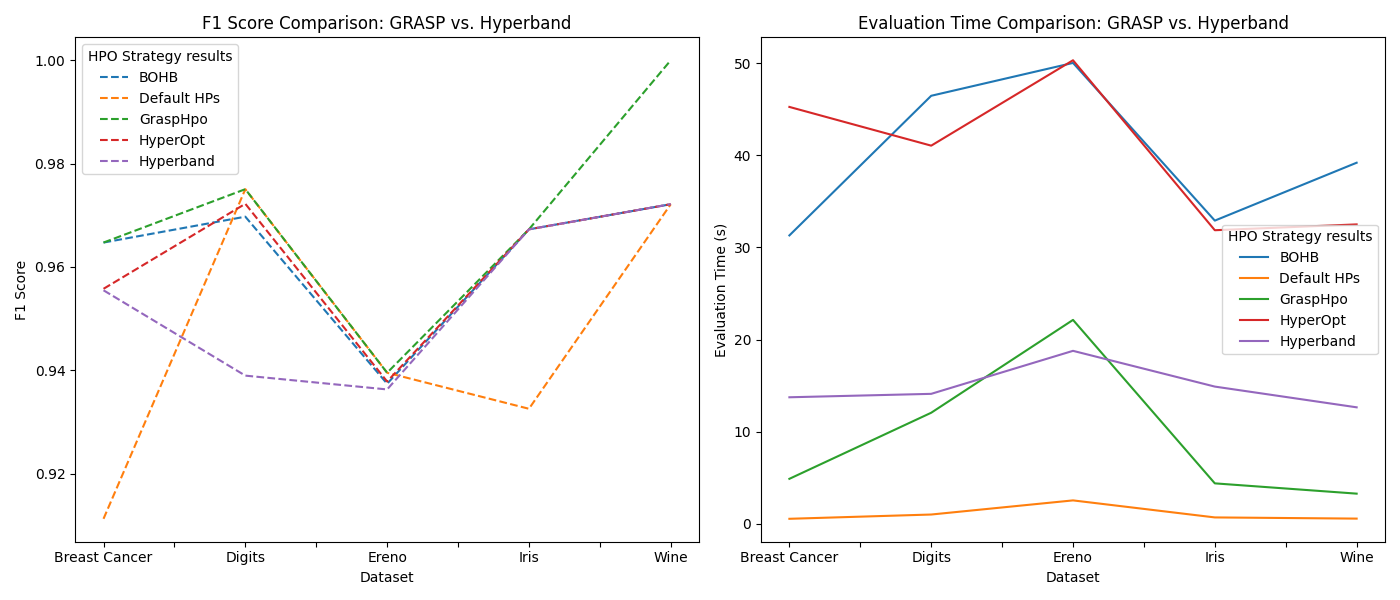 F1 Score Comparison: GRASP vs. Hyperband
HPO Strategy results
BOHB
Default HPs
GraspHpo
HyperOpt
Hyperband
1.00
0.98
0.96
0.94
0.92
F1 Score
Breast Cancer
Digits
Ereno
Iris
Wine
Dataset
Evaluation Time Comparison: GRASP vs. Hyperband
50
40
30
20
10
0
Evaluation Time (s)
HPO Strategy results
BOHB
Default HPs
GraspHpo
HyperOpt
Hyperband
Breast Cancer
Digits
Ereno
Iris
Wine
Dataset